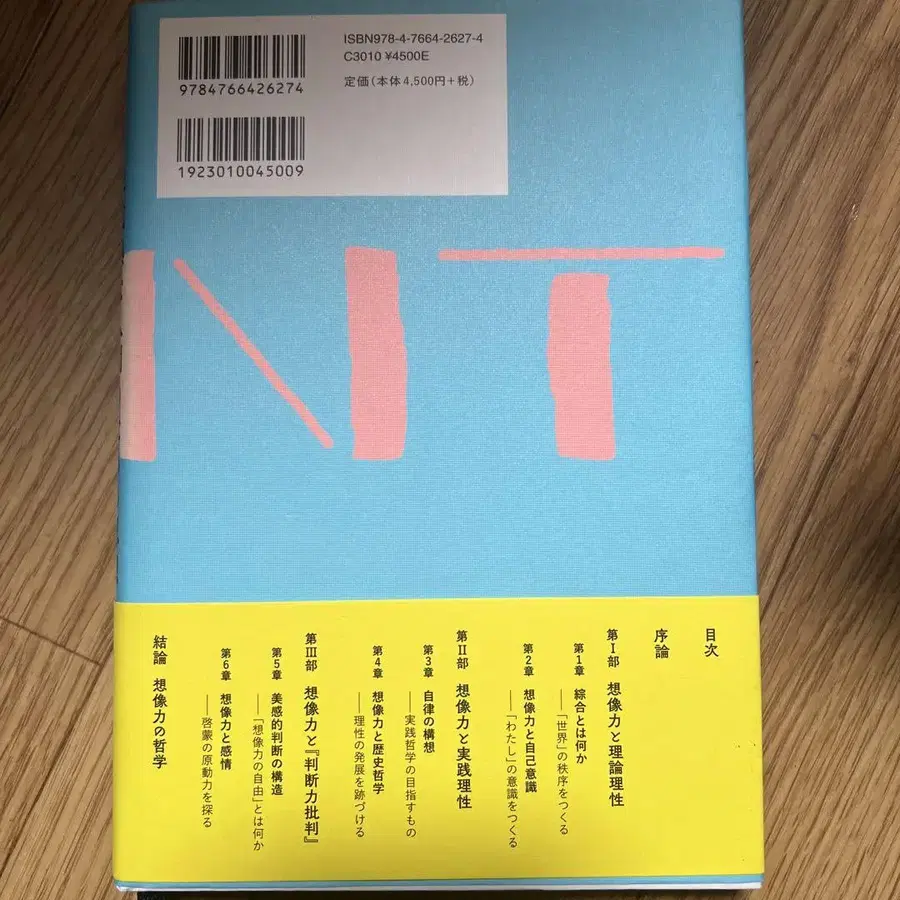 ISBN978-4-7664-2627-4
C3010 ¥4500E
定価(本体4,500円+税)
9784766426274
1923010045009
NT
目次
序論
第Ⅰ部 想像力と理論理性
第1章 綜合とは何か
——「世界」の秩序をつくる
第2章 想像力と自己意識
——「わたし」の意識をつくる
第Ⅱ部 想像力と実践理性
第3章 自律の構想
——実践哲学の目指すもの
第4章 想像力と歴史哲学
——理性の発展を跡づける
第Ⅲ部 想像力と『判断力批判』
第5章 美感的判断の構造
——「想像力の自由」とは何か
第6章 想像力と感情
——啓蒙の原動力を探る
結論 想像力の哲学